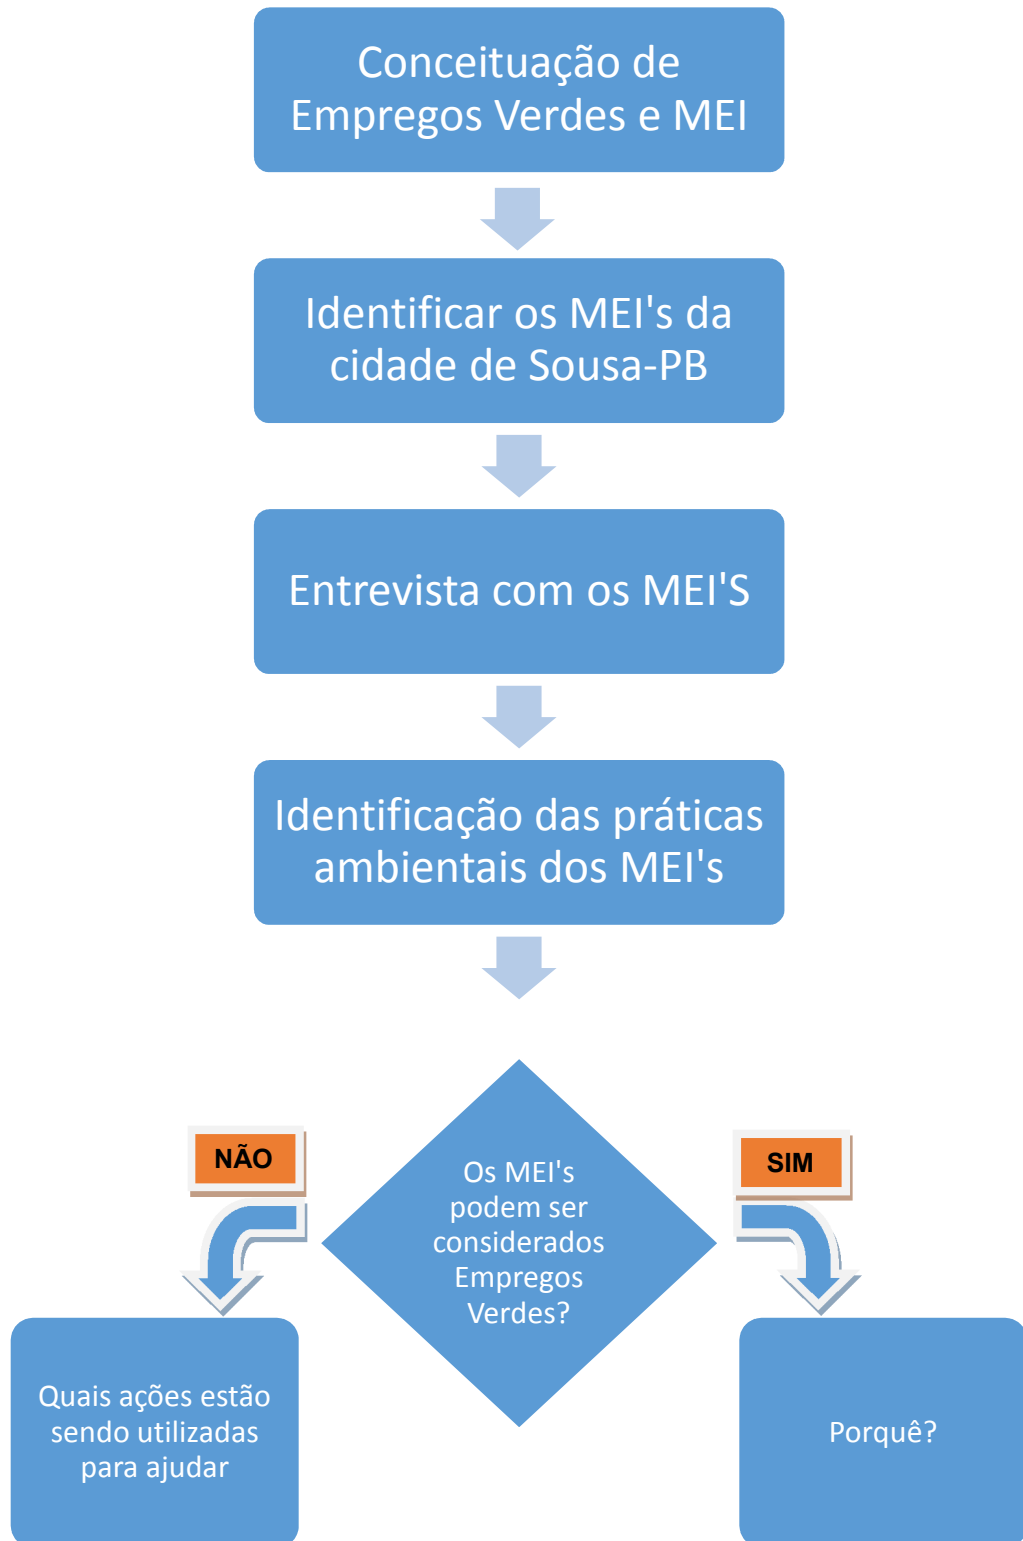 Conceituação de
Empregos Verdes e MEI
Identificar os MEI's da
cidade de Sousa-PB
Entrevista com os MEI'S
Identificação das práticas
ambientais dos MEI's
NÃO
SIM
Os MEI's
podem ser
considerados
Empregos
Verdes?
Quais ações estão
sendo utilizadas
para ajudar
Porquê?